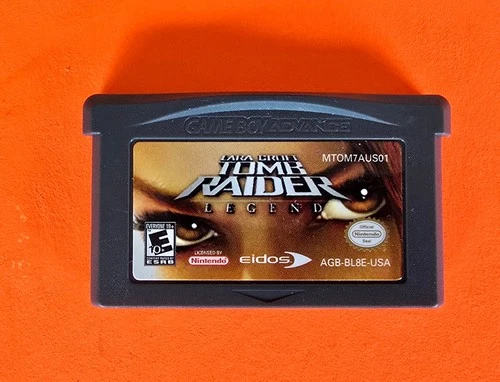 GAME BOY ADVANCE
LARA CROFT
TOMB
RAIDER
LEGEND
MTOM7AUS01
EVERYONE 10+
E
10+
ESRB
LICENSED BY
Nintendo
eidos
Official
Nintendo
Seal
AGB-BL8E-USA